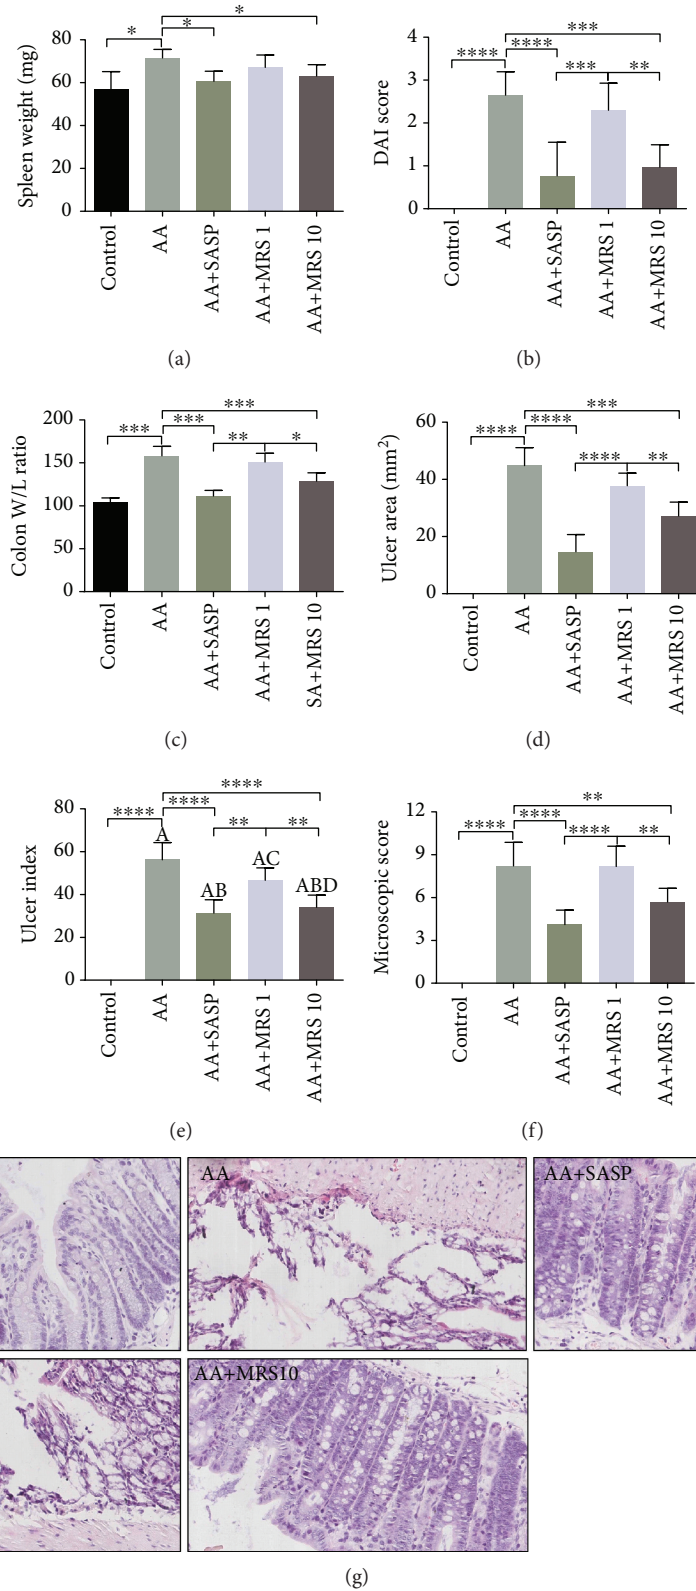 * * *
80 60 40 20 0
Spleen weight (mg)
Control AA AA+SASP AA+MRS 1 AA+MRS 10
(a)
**** **** *** *** **
4 3 2 1 0
DAI score
Control AA AA+SASP AA+MRS 1 AA+MRS 10
(b)
*** *** *** ** *
200 150 100 50 0
Colon W/L ratio
Control AA AA+SASP AA+MRS 1 SA+MRS 10
(c)
**** **** *** **** **
60 40 20 0
Ulcer area (mm²)
Control AA AA+SASP AA+MRS 1 AA+MRS 10
(d)
**** **** **** ** **
80 60 40 20 0
Ulcer index
A AB AC ABD
Control AA AA+SASP AA+MRS 1 AA+MRS 10
(e)
**** **** ** **** **
12 9 6 3 0
Microscopic score
Control AA AA+SASP AA+MRS 1 AA+MRS 10
(f)
AA AA+SASP
AA+MRS10
(g)